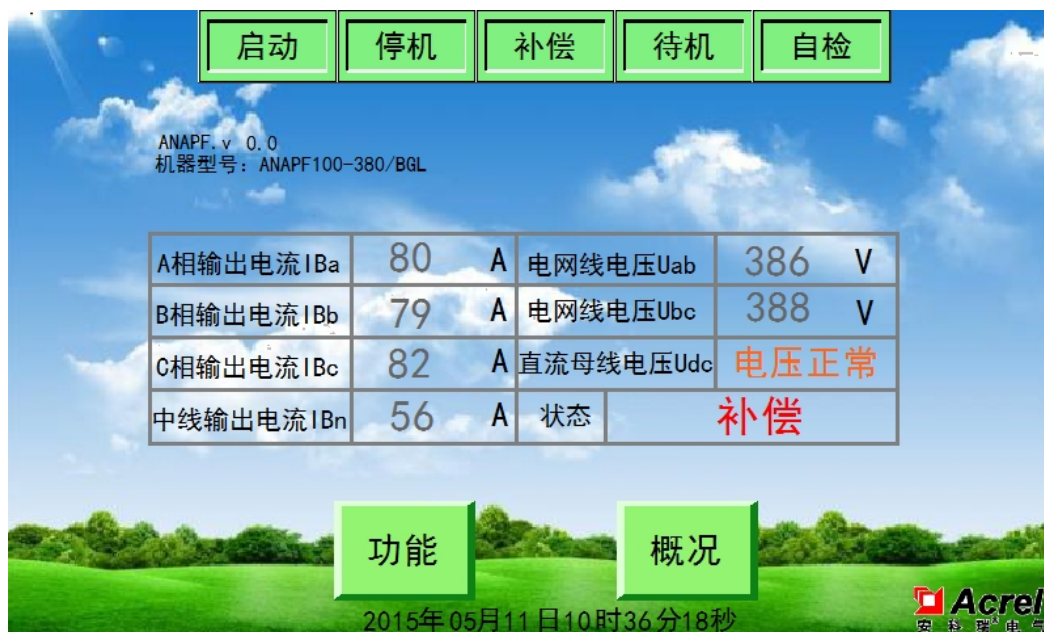 启动 停机 补偿 待机 自检
ANAPF.v 0.0
机器型号：ANAPF100-380/BGL
A相输出电流IBa 80 A 电网线电压Uab 386 V
B相输出电流IBb 79 A 电网线电压Ubc 388 V
C相输出电流IBc 82 A 直流母线电压Udc 电压正常
中线输出电流IBn 56 A 状态 补偿
功能 概况
2015年05月11日10时36分18秒
Acrel
安科瑞电气